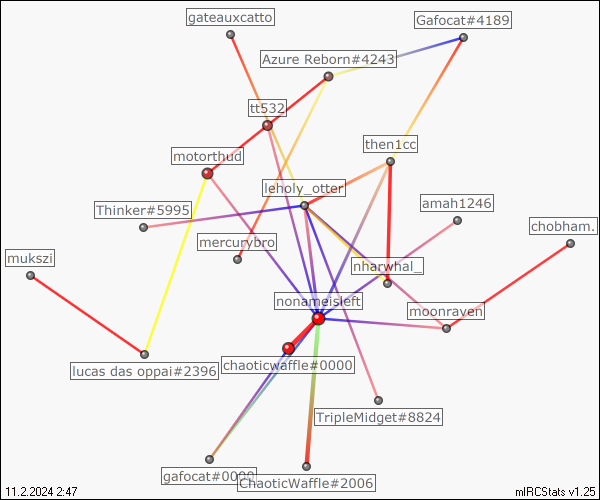 gateauxcatto
Gafocat#4189
Azure Reborn#4243
tt532
then1cc
motorthud
leholy_otter
amah1246
Thinker#5995
chobham.
mercurybro
mukszi
nharwhal_
nonameisleft
moonraven
chaoticwaffle#0000
lucas das oppai#2396
TripleMidget#8824
gafocat#0000
ChaoticWaffle#2006
11.2.2024 2:47
mIRCStats v1.25